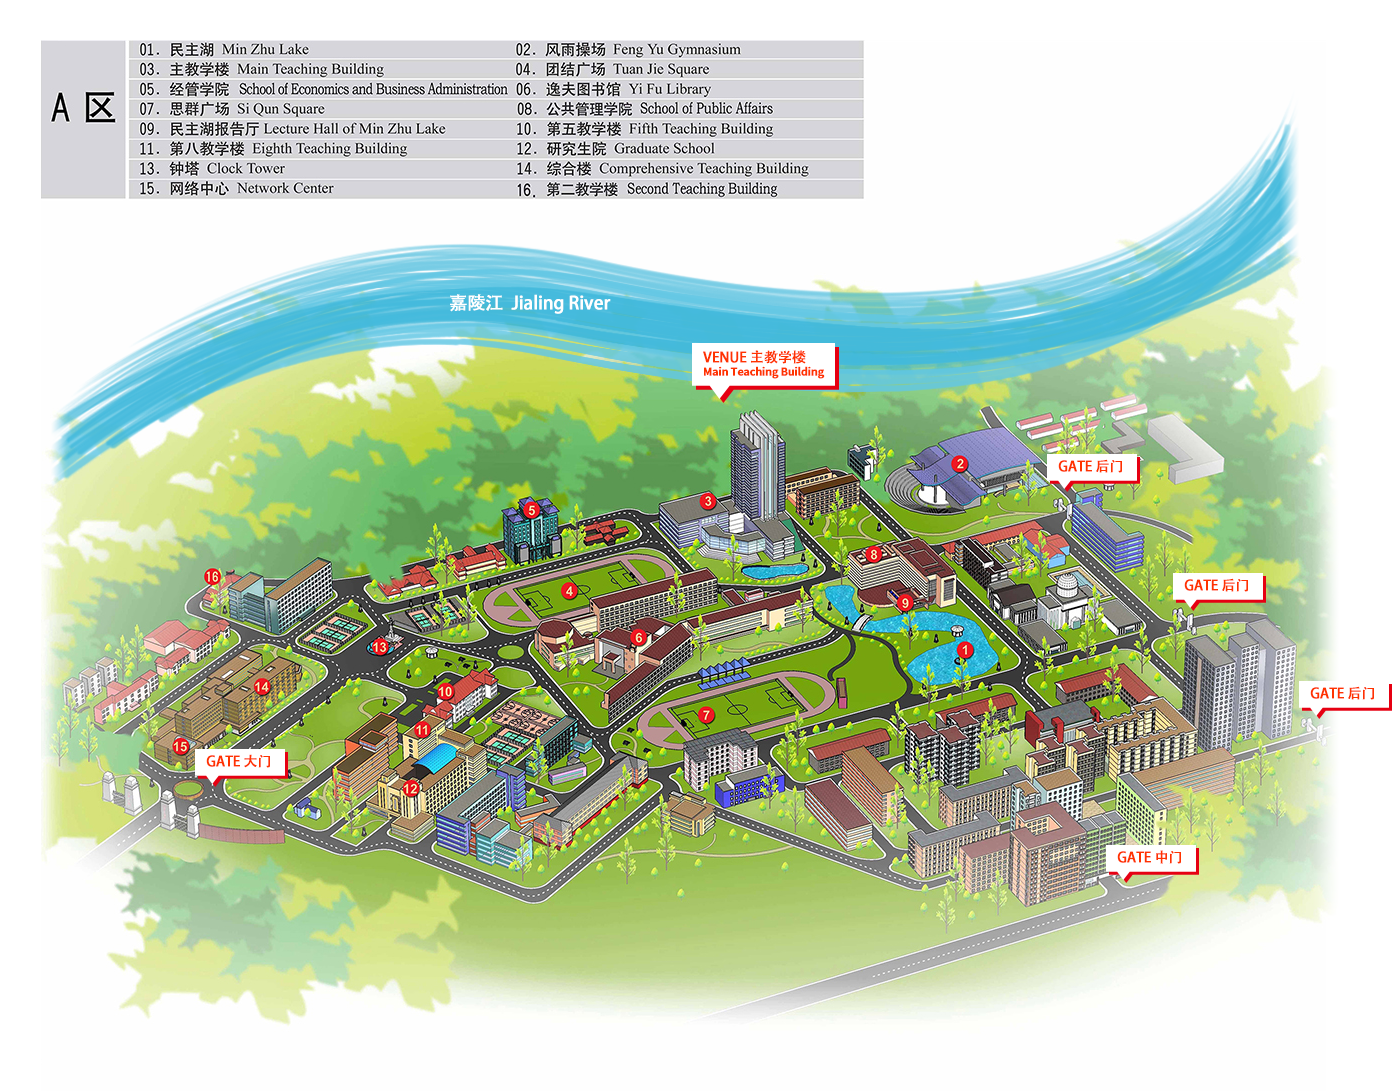 A 区
01. 民主湖 Min Zhu Lake
02. 风雨操场 Feng Yu Gymnasium
03. 主教学楼 Main Teaching Building
04. 团结广场 Tuan Jie Square
05. 经管学院 School of Economics and Business Administration
06. 逸夫图书馆 Yi Fu Library
07. 思群广场 Si Qun Square
08. 公共管理学院 School of Public Affairs
09. 民主湖报告厅 Lecture Hall of Min Zhu Lake
10. 第五教学楼 Fifth Teaching Building
11. 第八教学楼 Eighth Teaching Building
12. 研究生院 Graduate School
13. 钟塔 Clock Tower
14. 综合楼 Comprehensive Teaching Building
15. 网络中心 Network Center
16. 第二教学楼 Second Teaching Building
嘉陵江 Jialing River
VENUE 主教学楼
Main Teaching Building
2
GATE 后门
3
5
8
16
4
GATE 后门
9
6
13
1
14
10
GATE 后门
7
11
15
GATE 大门
12
GATE 中门